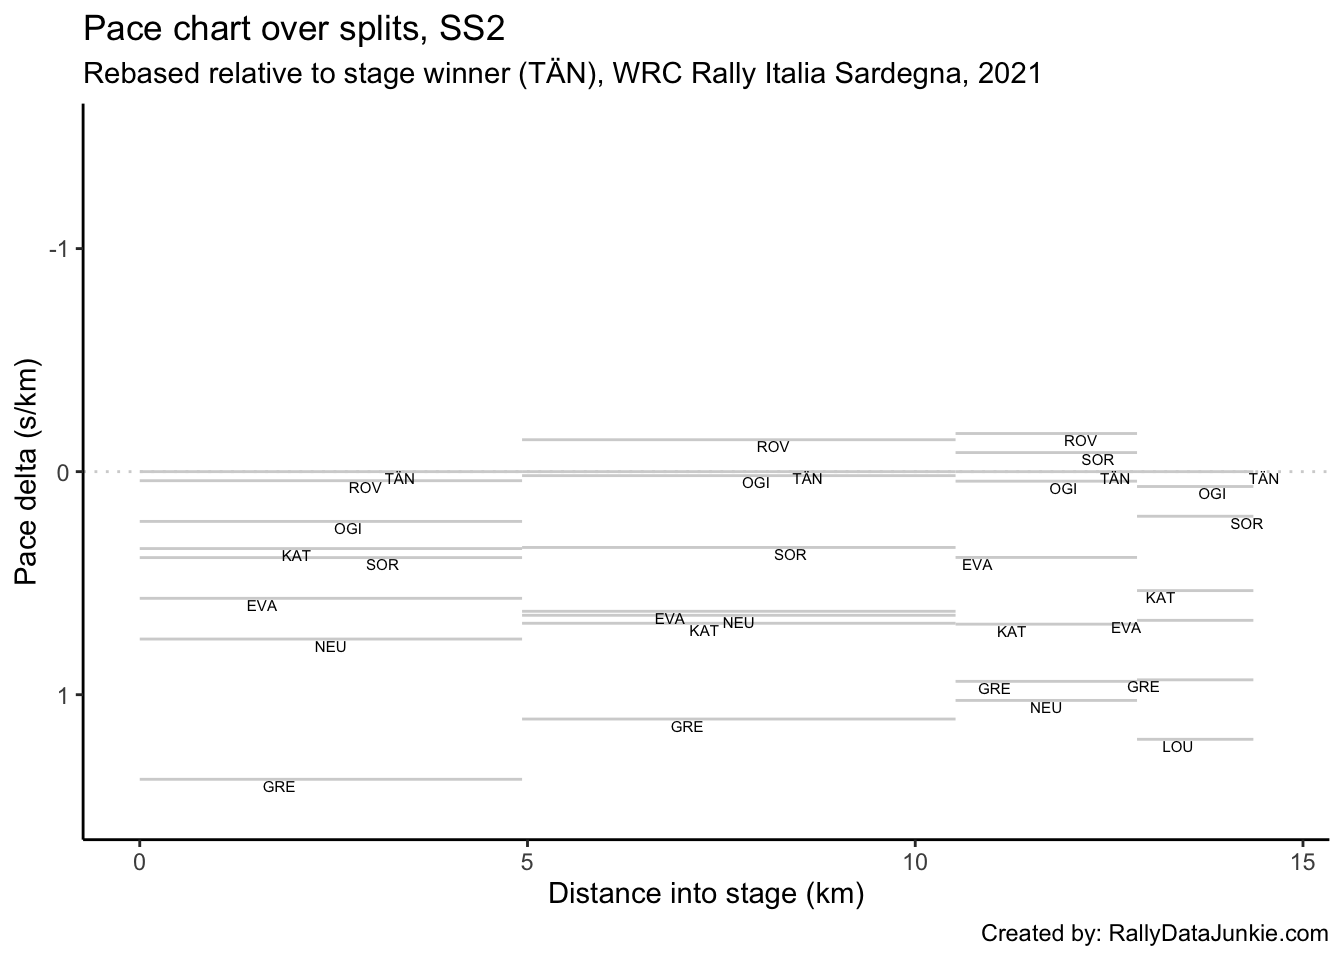 Pace chart over splits, SS2
Rebased relative to stage winner (TÄN), WRC Rally Italia Sardegna, 2021
Pace delta (s/km)
-1
0
1
ROV
ROV
SOR
TÄN
TÄN
TÄN
TÄN
ROV
OGI
OGI
OGI
OGI
SOR
KAT
SOR
SOR
EVA
KAT
EVA
EVA
NEU
KAT
KAT
EVA
NEU
GRE
GRE
NEU
GRE
LOU
GRE
0
5
10
15
Distance into stage (km)
Created by: RallyDataJunkie.com